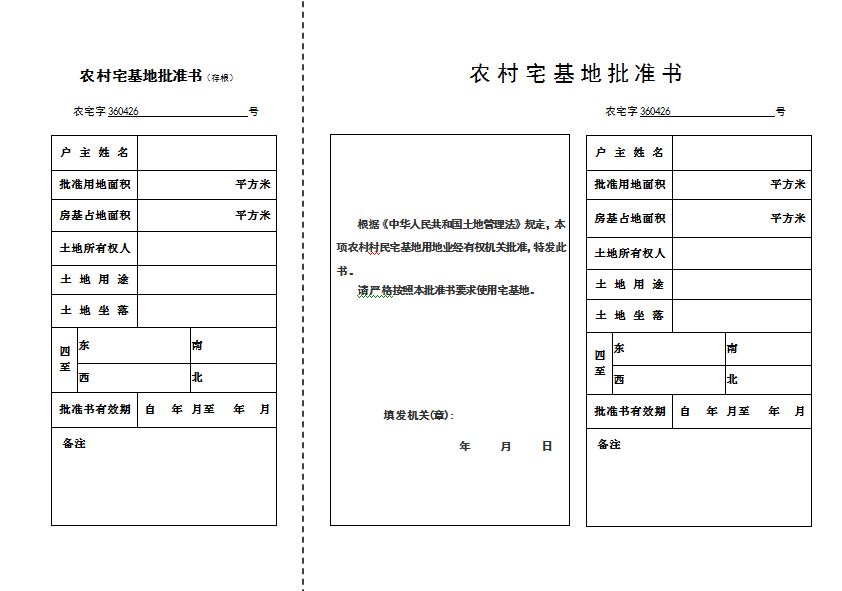 农村宅基地批准书（存根）
农宅字 360426 号
户主姓名
批准用地面积 平方米
房基占地面积 平方米
土地所有权人
土地用途
土地坐落
四至 东 南
西 北
批准书有效期 自 年 月至 年 月
备注
农村宅基地批准书
根据《中华人民共和国土地管理法》规定，本
项农村村民宅基地用地业经有权机关批准，特发此
书。
请严格按照本批准书要求使用宅基地。
填发机关（章）：
年 月 日
农宅字 360426 号
户主姓名
批准用地面积 平方米
房基占地面积 平方米
土地所有权人
土地用途
土地坐落
四至 东 南
西 北
批准书有效期 自 年 月至 年 月
备注